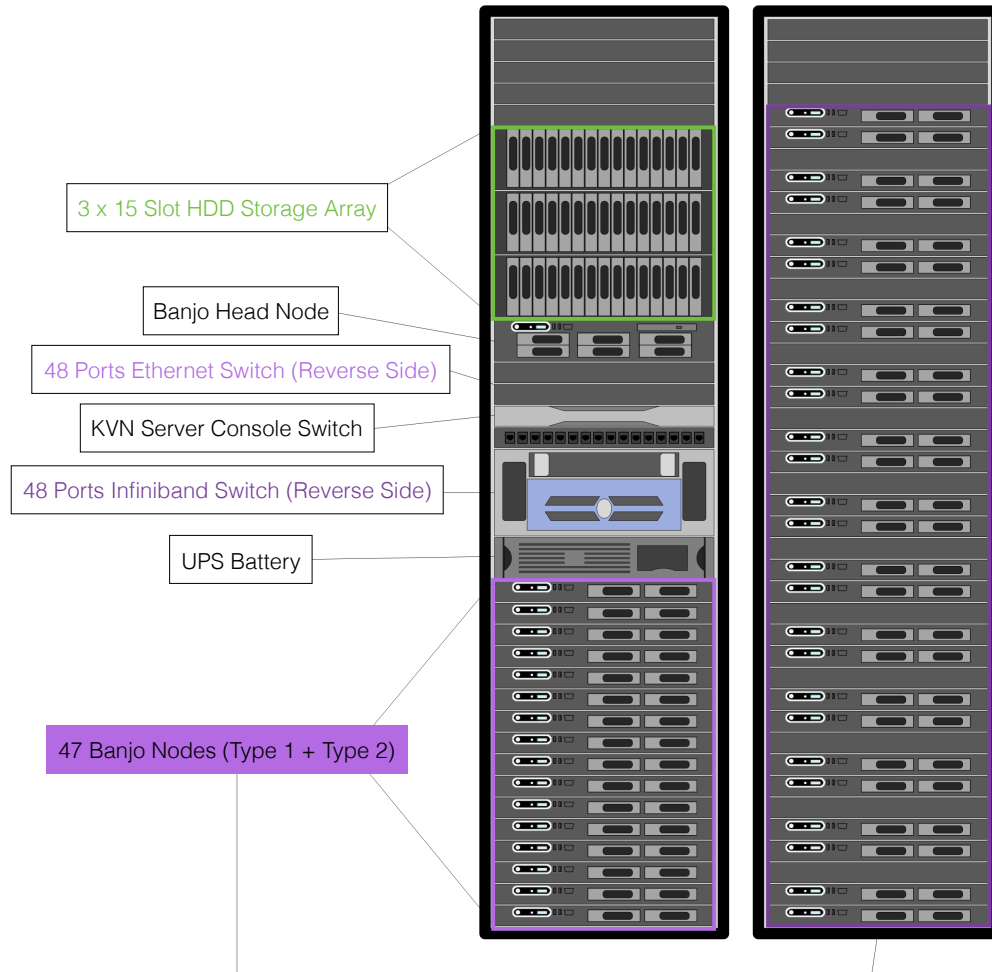 3 x 15 Slot HDD Storage Array
Banjo Head Node
48 Ports Ethernet Switch (Reverse Side)
KVN Server Console Switch
48 Ports Infiniband Switch (Reverse Side)
UPS Battery
47 Banjo Nodes (Type 1 + Type 2)